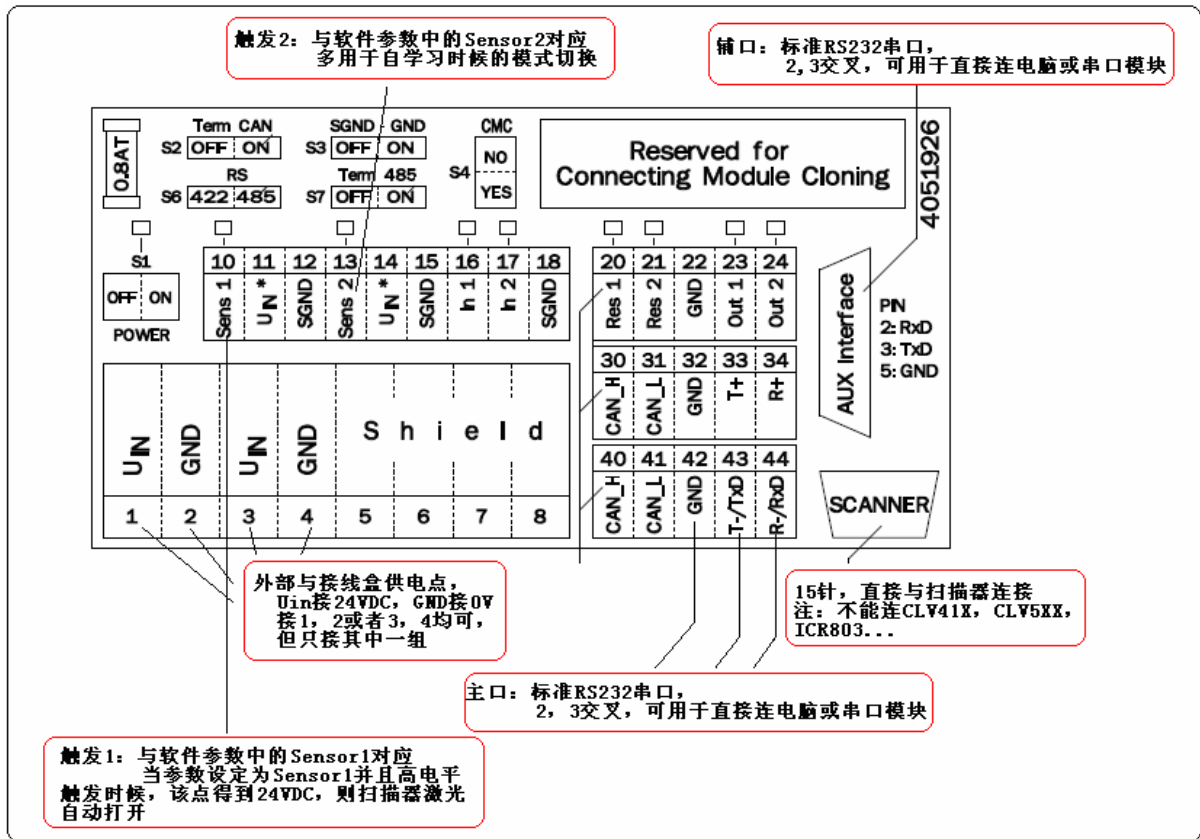 触发2：与软件参数中的Sensor2对应
多用于自学习时候的模式切换
铺口：标准RS232串口，
2,3交叉，可用于直接连电脑或串口模块
0.8AT
Term CAN
S2 OFF ON
SGND - GND
S3 OFF ON
CMC
S4 NO YES
RS
S6 422 485
Term 485
S7 OFF ON
Reserved for
Connecting Module Cloning
4051926
S1
OFF ON
POWER
10 11 12 13 14 15 16 17 18
Sens 1 UIN* SGND Sens 2 UIN* SGND In 1 In 2 SGND
20 21 22 23 24
Res 1 Res 2 GND Out 1 Out 2
30 31 32 33 34
CAN_H CAN_L GND T+ R+
40 41 42 43 44
CAN_H CAN_L GND T-/TxD R-/RxD
AUX Interface
PIN
2: RxD
3: TxD
5: GND
SCANNER
UIN GND UIN GND Shield
1 2 3 4 5 6 7 8
外部与接线盒供电点，
Uin接24VDC，GND接0V
接1，2或者3，4均可，
但只接其中一组
15针，直接与扫描器连接
注：不能连CLV41X，CLV5XX，
ICR803...
主口：标准RS232串口，
2，3交叉，可用于直接连电脑或串口模块
触发1：与软件参数中的Sensor1对应
当参数设定为Sensor1并且高电平
触发时候，该点得到24VDC，则扫描器激光
自动打开